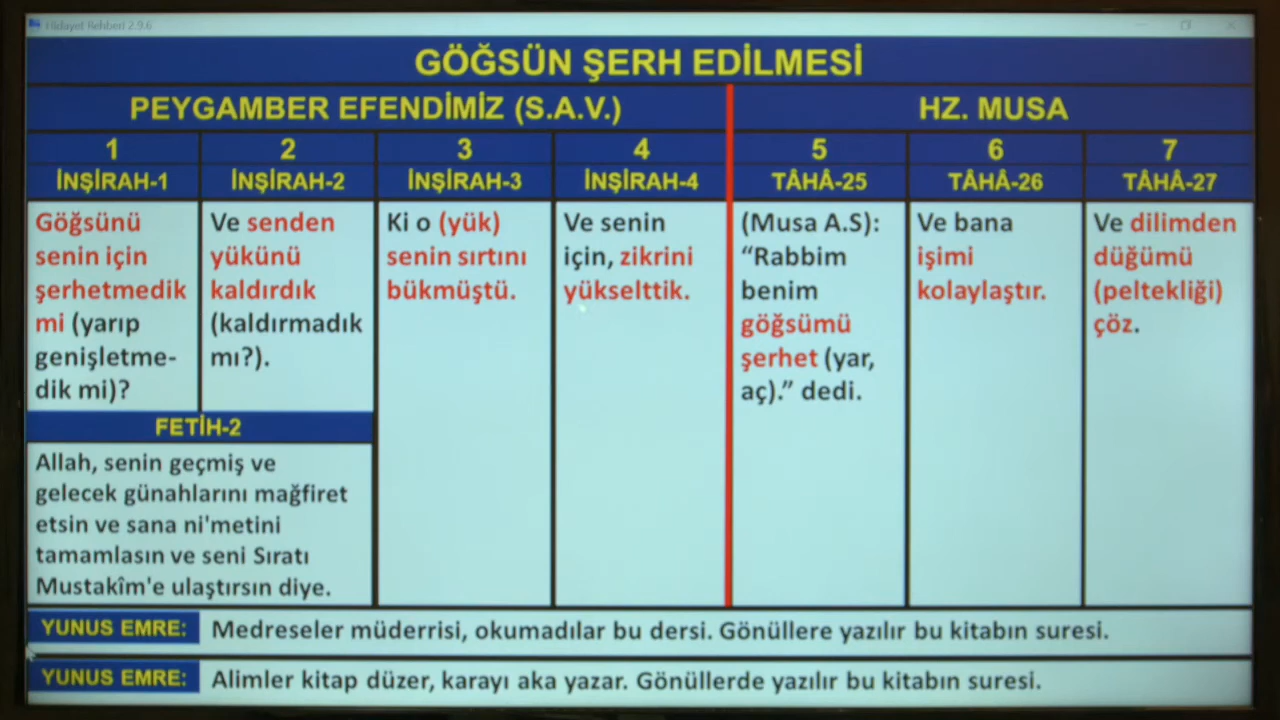 Hidayet Rehberi 2.9.6
GÖĞSÜN ŞERH EDİLMESİ
PEYGAMBER EFENDİMİZ (S.A.V.)
HZ. MUSA
1
2
3
4
5
6
7
İNŞİRAH-1
İNŞİRAH-2
İNŞİRAH-3
İNŞİRAH-4
TÂHÂ-25
TÂHÂ-26
TÂHÂ-27
Göğsünü
senin için
şerhetmedik
mi (yarıp
genişletme-
dik mi)?
Ve senden
yükünü
kaldırdık
(kaldırmadık
mı?).
Ki o (yük)
senin sırtını
bükmüştü.
Ve senin
için, zikrini
yükselttik.
(Musa A.S):
“Rabbim
benim
göğsümü
şerhet (yar,
aç).” dedi.
Ve bana
işimi
kolaylaştır.
Ve dilimden
düğümü
(peltekliği)
çöz.
FETİH-2
Allah, senin geçmiş ve
gelecek günahlarını mağfiret
etsin ve sana ni'metini
tamamlasın ve seni Sıratı
Mustakîm'e ulaştırsın diye.
YUNUS EMRE: Medreseler müderrisi, okumadılar bu dersi. Gönüllere yazılır bu kitabın suresi.
YUNUS EMRE: Alimler kitap düzer, karayı aka yazar. Gönüllerde yazılır bu kitabın suresi.